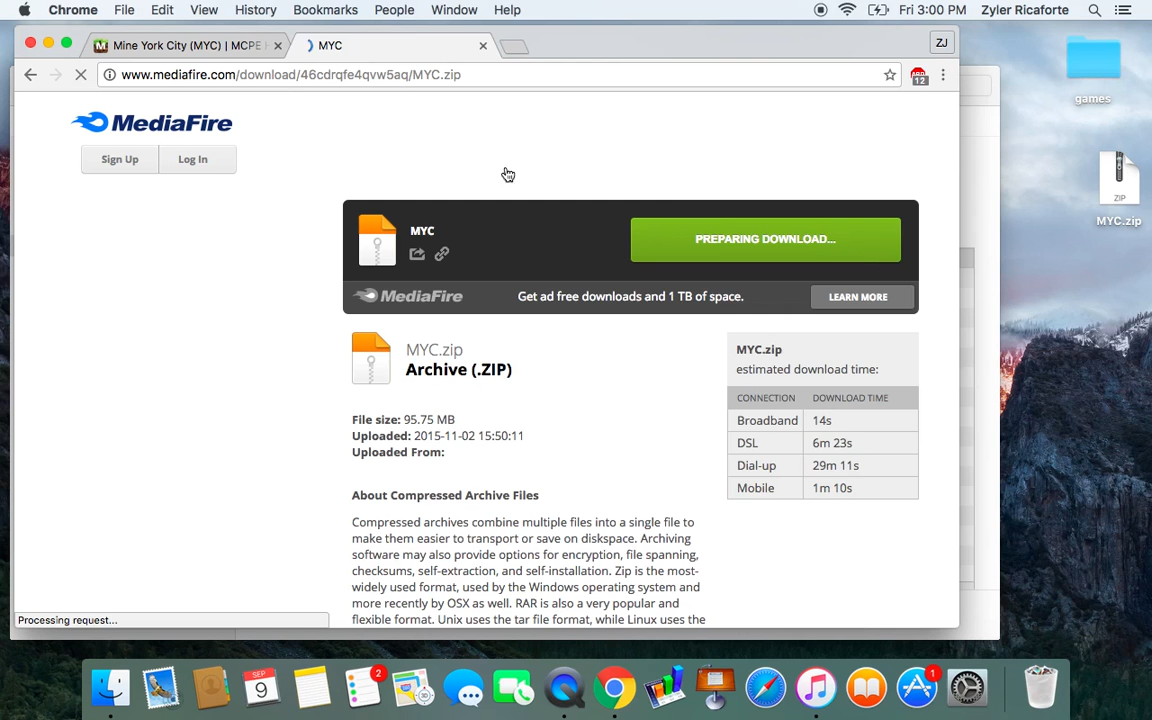 Chrome File Edit View History Bookmarks People Window Help Fri 3:00 PM Zyler Ricaforte
Mine York City (MYC) | MCPE MYC ZJ
www.mediafire.com/download/46cdrqfe4qvw5aq/MYC.zip
12
games
MediaFire
Sign Up Log In
ZIP
MYC.zip
MYC
PREPARING DOWNLOAD...
MediaFire Get ad free downloads and 1 TB of space. LEARN MORE
MYC.zip
Archive (.ZIP)
MYC.zip
estimated download time:
CONNECTION DOWNLOAD TIME
Broadband 14s
DSL 6m 23s
Dial-up 29m 11s
Mobile 1m 10s
File size: 95.75 MB
Uploaded: 2015-11-02 15:50:11
Uploaded From:
About Compressed Archive Files
Compressed archives combine multiple files into a single file to
make them easier to transport or save on diskspace. Archiving
software may also provide options for encryption, file spanning,
checksums, self-extraction, and self-installation. Zip is the most-
widely used format, used by the Windows operating system and
more recently by OSX as well. RAR is also a very popular and
flexible format. Unix uses the tar file format, while Linux uses the
Processing request...
SEP
9
2
1